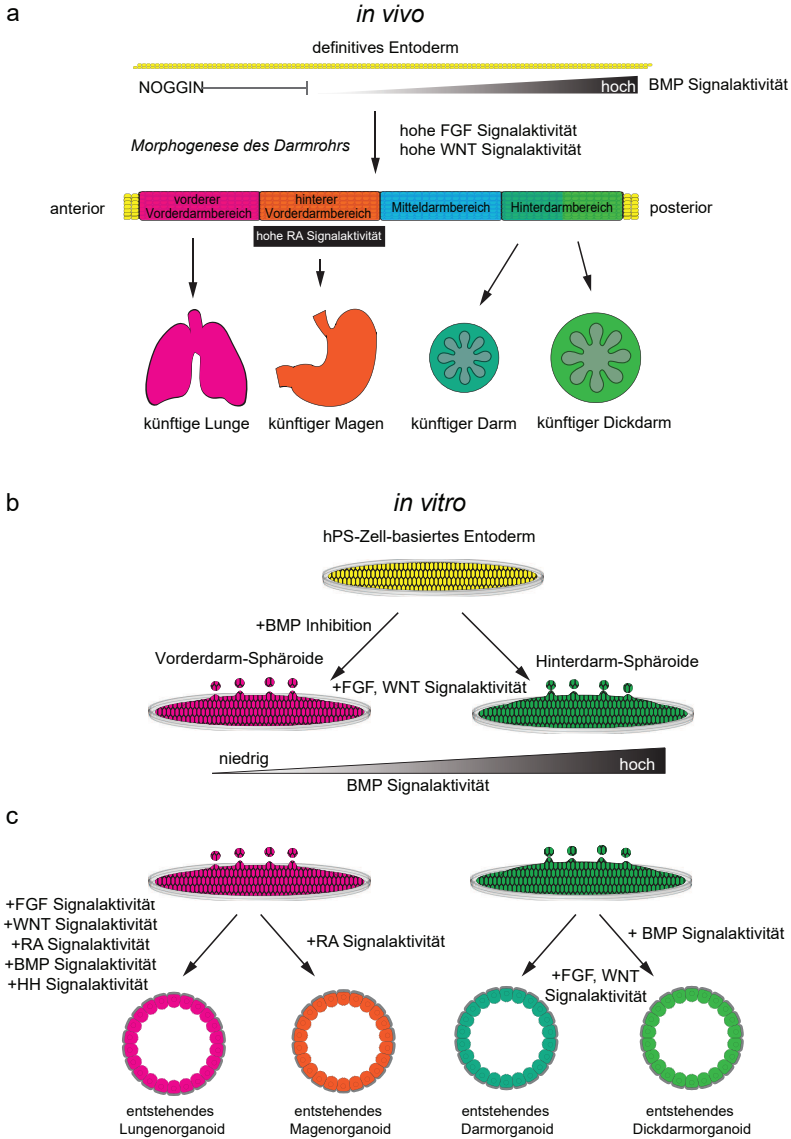 a
in vivo
definitives Entoderm
NOGGIN
hoch
BMP Signalaktivität
Morphogenese des Darmrohrs
hohe FGF Signalaktivität
hohe WNT Signalaktivität
anterior
vorderer
Vorderdarmbereich
hinterer
Vorderdarmbereich
Mitteldarmbereich
Hinterdarmbereich
posterior
hohe RA Signalaktivität
künftige Lunge
künftiger Magen
künftiger Darm
künftiger Dickdarm
b
in vitro
hPS-Zell-basiertes Entoderm
+BMP Inhibition
Vorderdarm-Sphäroide
Hinterdarm-Sphäroide
+FGF, WNT Signalaktivität
niedrig
hoch
BMP Signalaktivität
c
+FGF Signalaktivität
+WNT Signalaktivität
+RA Signalaktivität
+BMP Signalaktivität
+HH Signalaktivität
+RA Signalaktivität
+ BMP Signalaktivität
+FGF, WNT
Signalaktivität
entstehendes
Lungenorganoid
entstehendes
Magenorganoid
entstehendes
Darmorganoid
entstehendes
Dickdarmorganoid